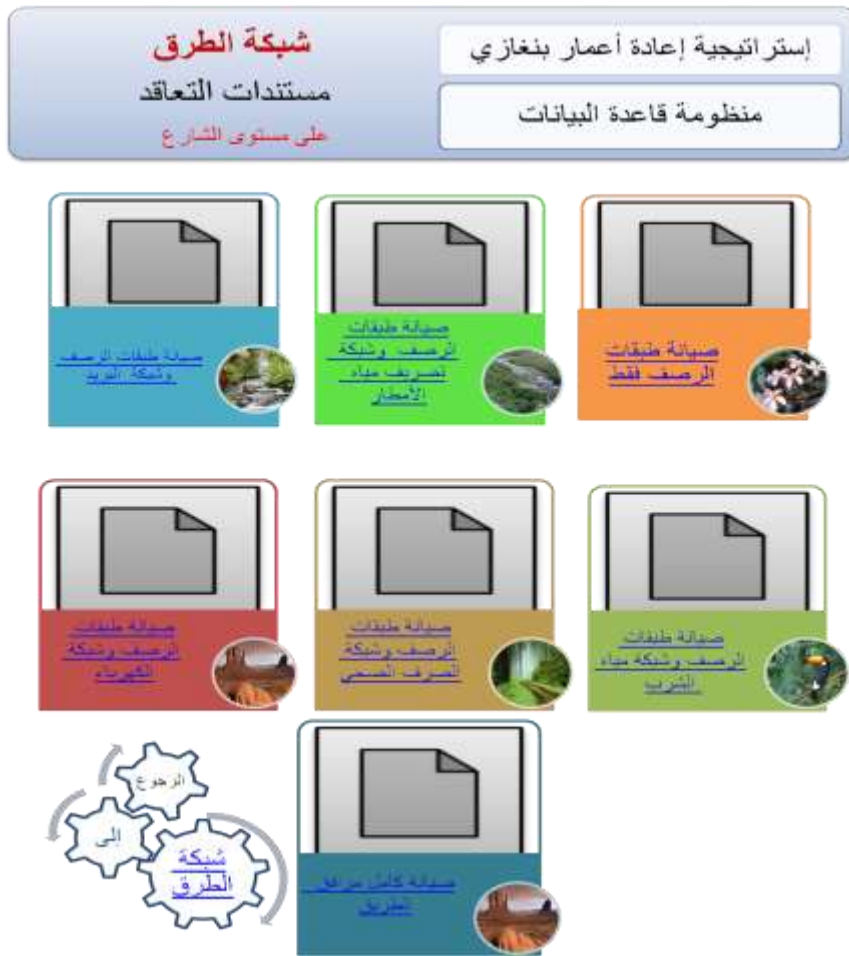 إستراتيجية إعادة أعمار بنغازي
منظومة قاعدة البيانات
شبكة الطرق
مستندات التعاقد
على مستوى الشارع
صيانة طبقات
الرصف فقط
صيانة طبقات
الرصف وشبكة
تصريف مياه
الأمطار
صيانة طبقات الرصف
وشبكة البريد
صيانة طبقات
الرصف وشبكة مياه
الشرب
صيانة طبقات
الرصف وشبكة
الصرف الصحي
صيانة طبقات
الرصف وشبكة
الكهرباء
صيانة كامل مرافق
الطريق
الرجوع
إلى
شبكة
الطرق